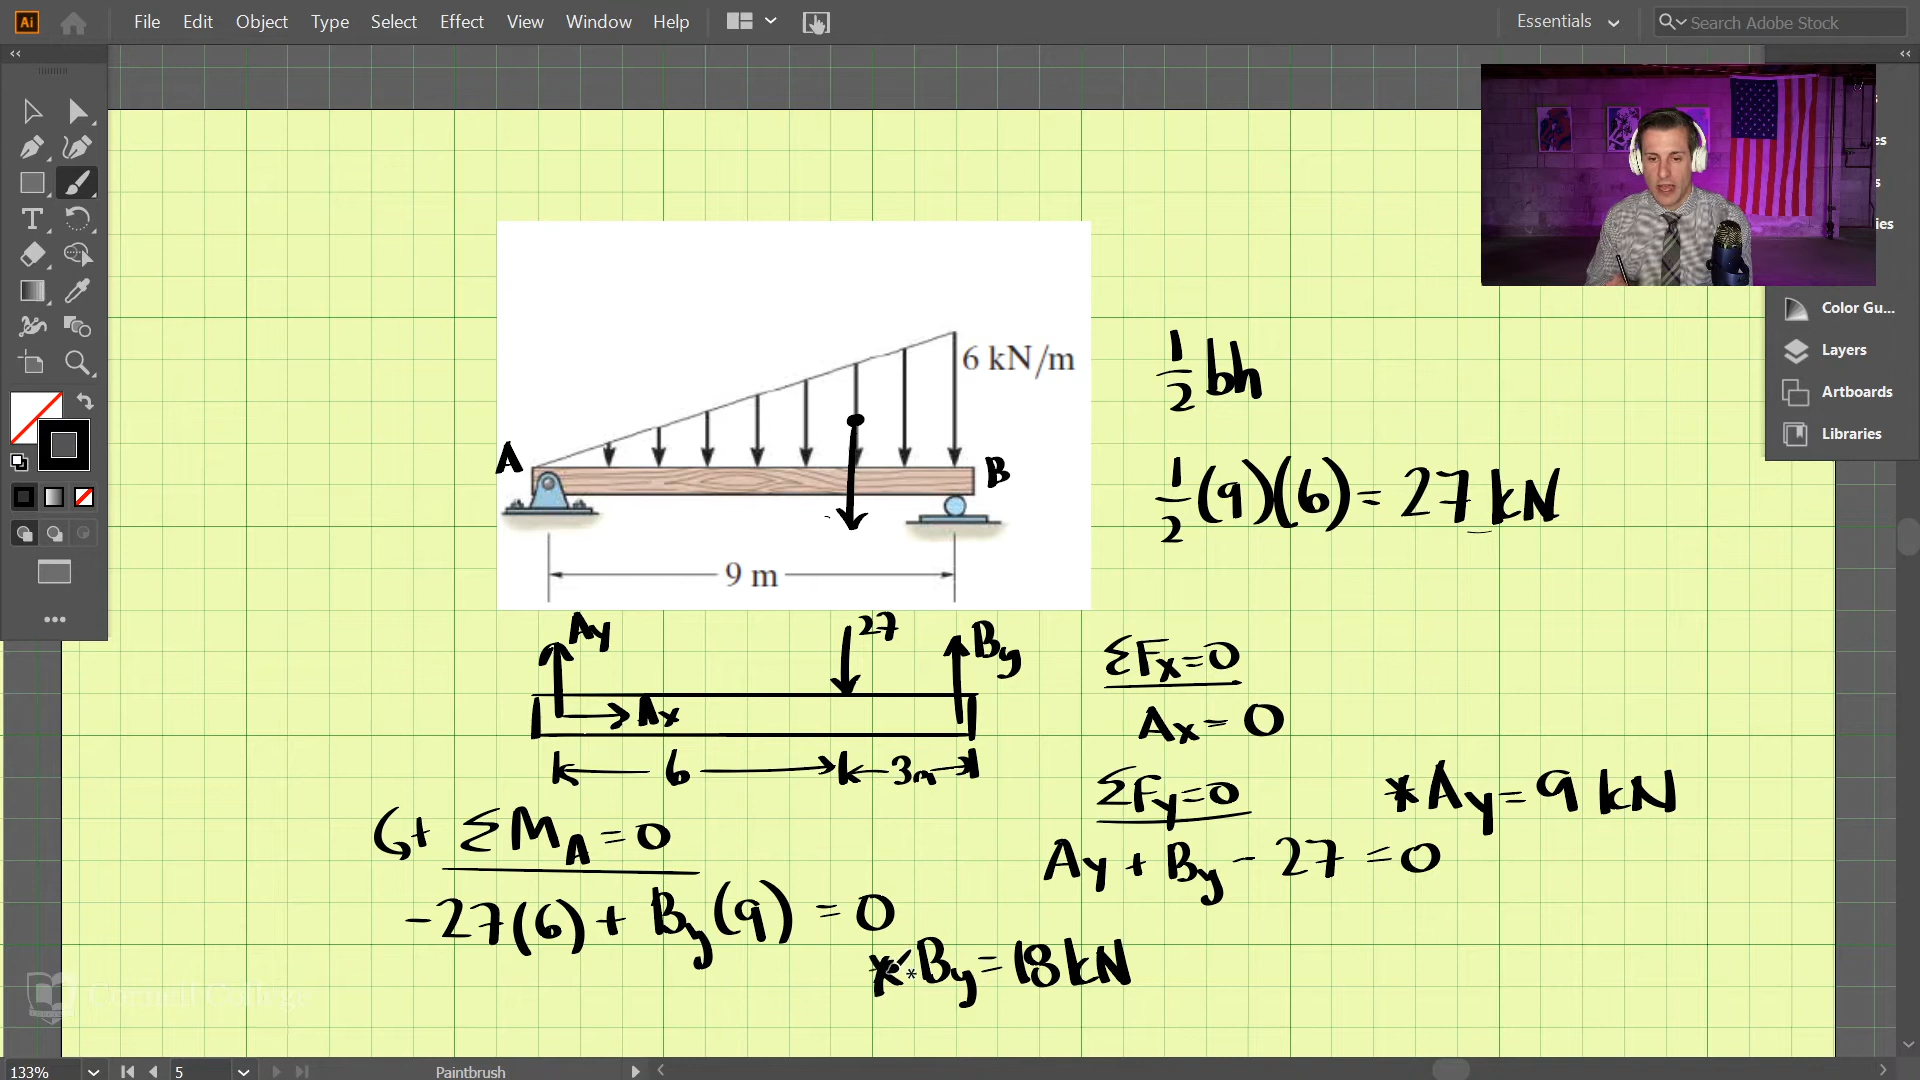 Ai File Edit Object Type Select Effect View Window Help Essentials Search Adobe Stock
Color Gu...
Layers
Artboards
Libraries
6 kN/m
A B
9 m
1/2 bh
1/2 (9)(6) = 27 kN
Ay 27 By
Ax
6 3m
ΣFx=0
Ax = 0
ΣFy=0
Ay + By - 27 = 0
*Ay = 9 kN
+ ΣMA = 0
-27(6) + By(9) = 0
* By = 18 kN
Cornell College
133% 5 Paintbrush